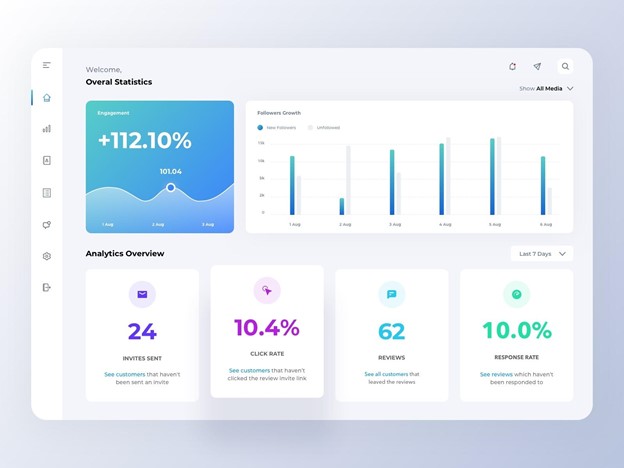 Welcome,
Overal Statistics
Show All Media
Engagement
+112.10%
101.04
1 Aug
2 Aug
3 Aug
Followers Growth
New Followers
Unfollowed
15k
10k
5k
2k
0
1 Aug
2 Aug
3 Aug
4 Aug
5 Aug
6 Aug
Analytics Overview
Last 7 Days
24
INVITES SENT
See customers that haven't
been sent an invite
10.4%
CLICK RATE
See customers that haven't
clicked the review invite link
62
REVIEWS
See all customers that
leaved the reviews
10.0%
RESPONSE RATE
See reviews which haven't
been responded to